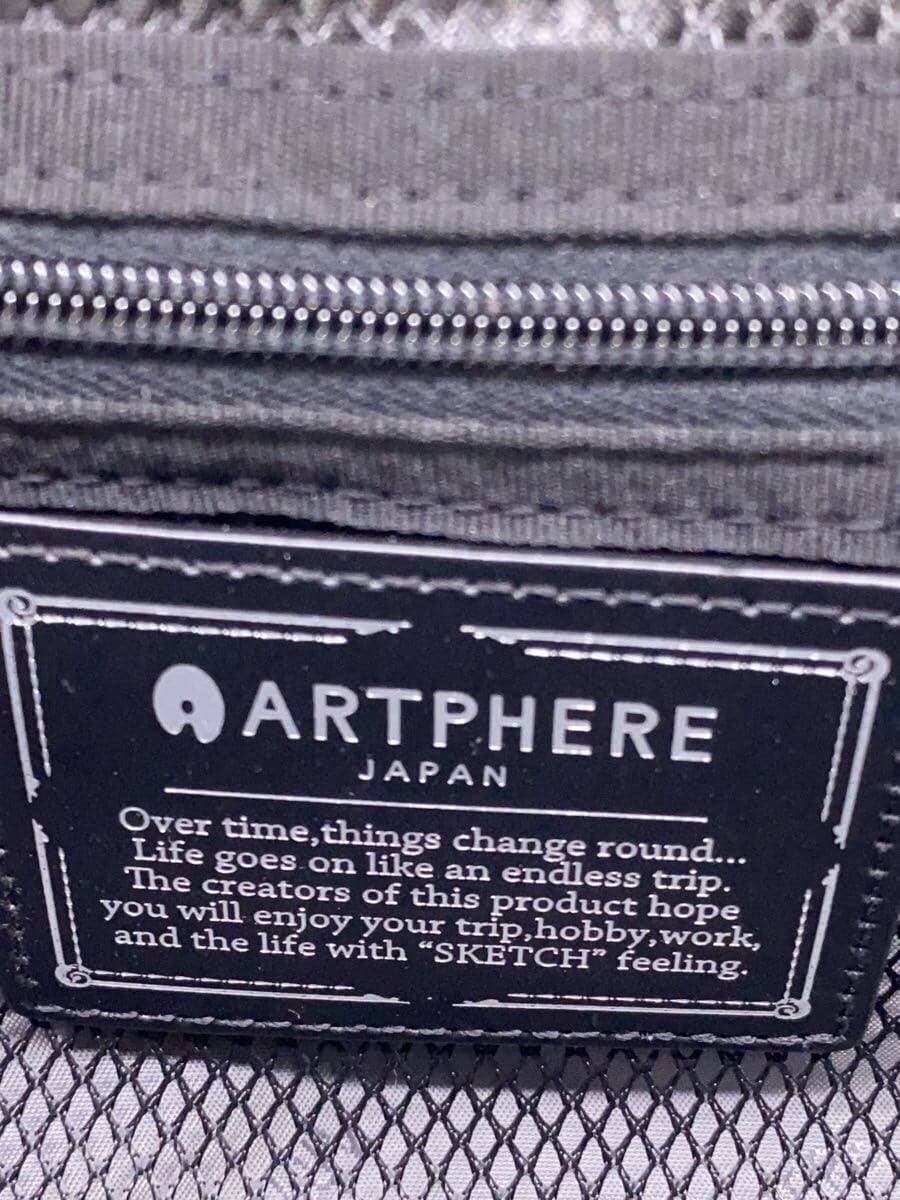 ARTPHERE
JAPAN
Over time,things change round...
Life goes on like an endless trip.
The creators of this product hope
you will enjoy your trip,hobby,work,
and the life with “SKETCH” feeling.